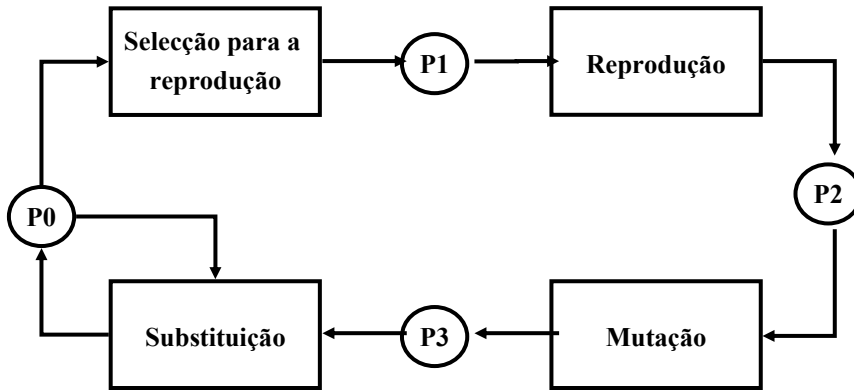 Selecção para a
reprodução
P1
Reprodução
P2
P0
Substituição
P3
Mutação